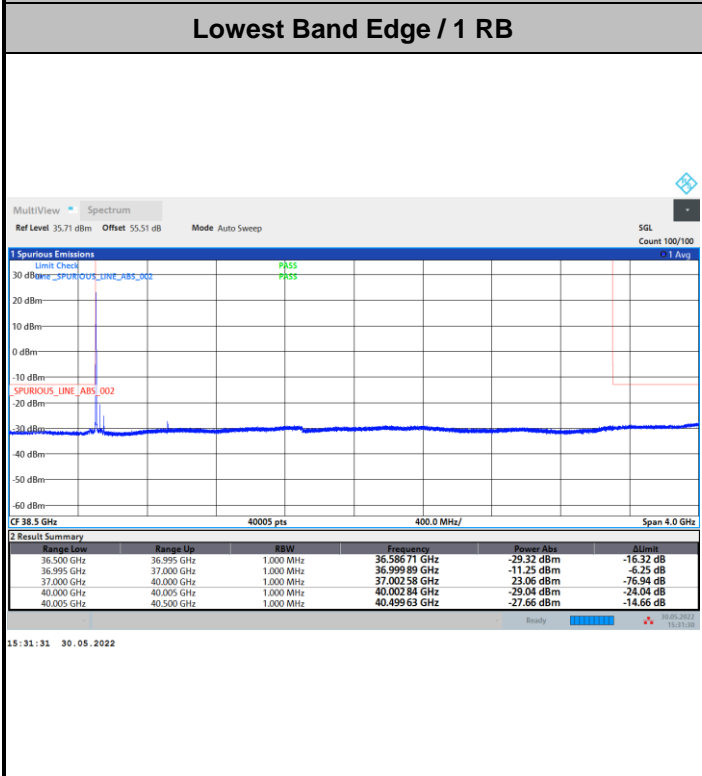 Lowest Band Edge / 1 RB
MultiView Spectrum
Ref Level 35.71 dBm Offset 55.51 dB Mode Auto Sweep SGL
Count 100/100
1 Spurious Emissions 1 Avg
Limit Check PASS
30 dBm Line _SPURIOUS_LINE_ABS_002 PASS
20 dBm
10 dBm
0 dBm
-10 dBm
_SPURIOUS_LINE_ABS_002
-20 dBm
-30 dBm
-40 dBm
-50 dBm
-60 dBm
CF 38.5 GHz 40005 pts 400.0 MHz/ Span 4.0 GHz
2 Result Summary
Range Low Range Up RBW Frequency Power Abs ΔLimit
36.500 GHz 36.995 GHz 1.000 MHz 36.586 71 GHz -29.32 dBm -16.32 dB
36.995 GHz 37.000 GHz 1.000 MHz 36.999 89 GHz -11.25 dBm -6.25 dB
37.000 GHz 40.000 GHz 1.000 MHz 37.002 58 GHz 23.06 dBm -76.94 dB
40.000 GHz 40.005 GHz 1.000 MHz 40.002 84 GHz -29.04 dBm -24.04 dB
40.005 GHz 40.500 GHz 1.000 MHz 40.499 63 GHz -27.66 dBm -14.66 dB
Ready 30.05.2022
15:31:30
15:31:31 30.05.2022